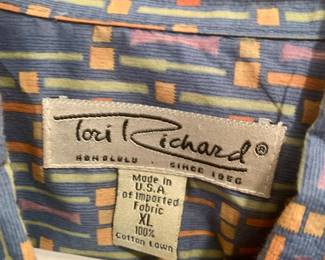 Tori Richard®
HONOLULU SINCE 1956
Made in
U.S.A.
of Imported
Fabric
XL
100%
Cotton Lawn